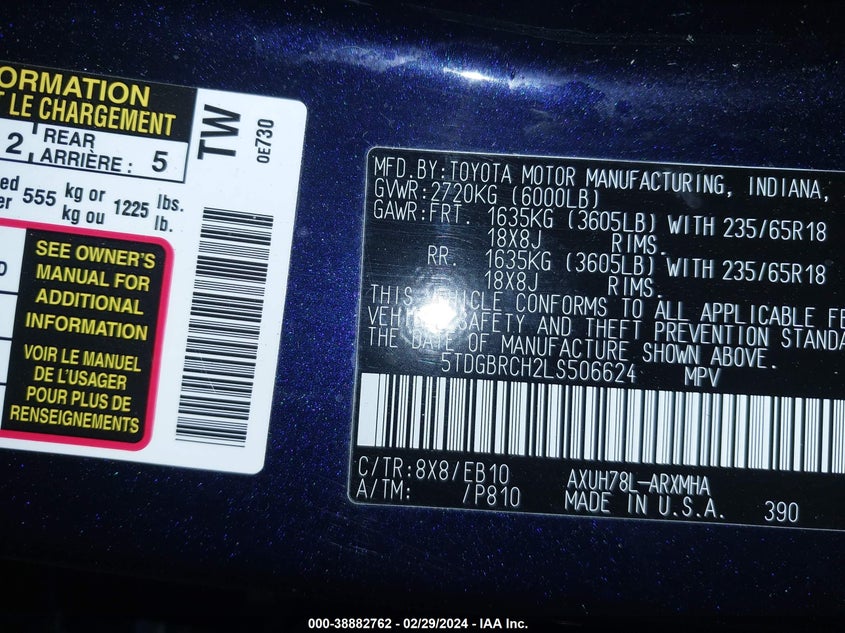 ORMATION
T LE CHARGEMENT
2 REAR ARRIÈRE : 5
555 kg or 1225 lbs.
kg ou lb.
SEE OWNER'S
MANUAL FOR
ADDITIONAL
INFORMATION
VOIR LE MANUEL
DE L'USAGER
POUR PLUS DE
RENSEIGNEMENTS
TW
0E730
MFD. BY: TOYOTA MOTOR MANUFACTURING, INDIANA,
GVWR: 2720KG (6000LB)
GAWR: FRT. 1635KG (3605LB) WITH 235/65R18
18X8J RIMS.
RR. 1635KG (3605LB) WITH 235/65R18
18X8J RIMS.
THIS VEHICLE CONFORMS TO ALL APPLICABLE FE
VEHICLE SAFETY AND THEFT PREVENTION STANDA
THE DATE OF MANUFACTURE SHOWN ABOVE.
5TDGBRCH2LS506624 MPV
C/TR: 8X8/EB10 AXUH78L-ARXMHA
A/TM: /P810 MADE IN U.S.A. 390
000-38882762 - 02/29/2024 - IAA Inc.